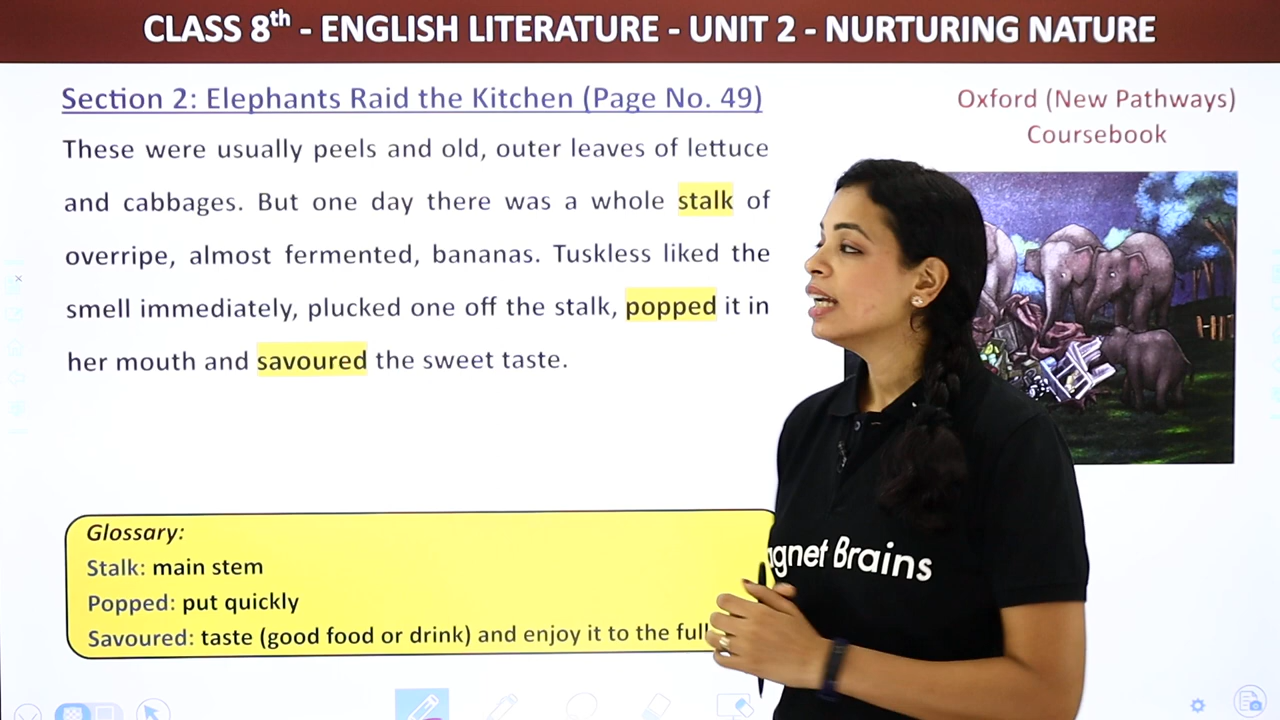 CLASS 8th - ENGLISH LITERATURE - UNIT 2 - NURTURING NATURE
Section 2: Elephants Raid the Kitchen (Page No. 49)
Oxford (New Pathways)
Coursebook
These were usually peels and old, outer leaves of lettuce
and cabbages. But one day there was a whole stalk of
overripe, almost fermented, bananas. Tuskless liked the
smell immediately, plucked one off the stalk, popped it in
her mouth and savoured the sweet taste.
Glossary:
Stalk: main stem
Popped: put quickly
Savoured: taste (good food or drink) and enjoy it to the full
agnet Brains